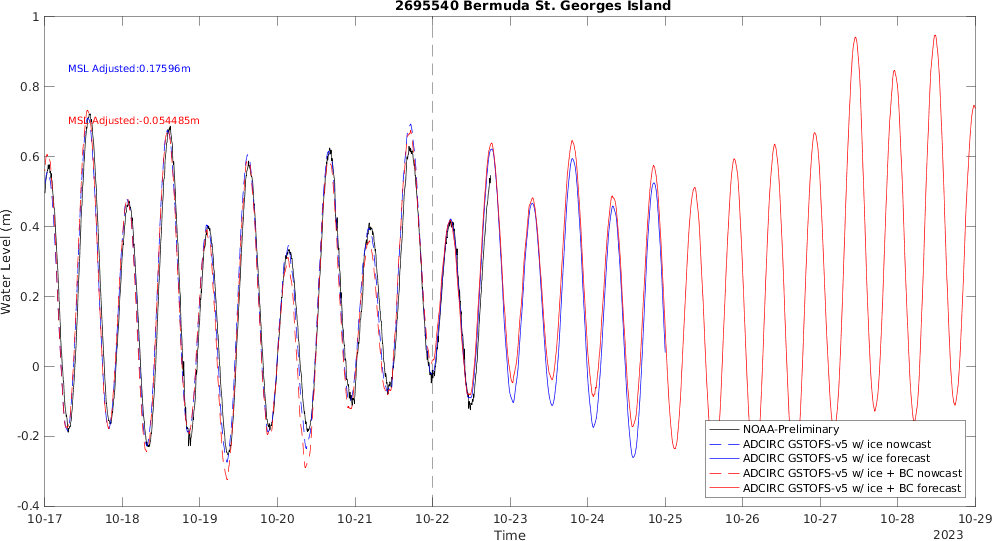 2695540 Bermuda St. Georges Island
MSL Adjusted:0.17596m
MSL Adjusted:-0.054485m
Water Level (m)
1
0.8
0.6
0.4
0.2
0
-0.2
-0.4
NOAA-Preliminary
ADCIRC GSTOFS-v5 w/ ice nowcast
ADCIRC GSTOFS-v5 w/ ice forecast
ADCIRC GSTOFS-v5 w/ ice + BC nowcast
ADCIRC GSTOFS-v5 w/ ice + BC forecast
10-17 10-18 10-19 10-20 10-21 10-22 10-23 10-24 10-25 10-26 10-27 10-28 10-29
Time
2023